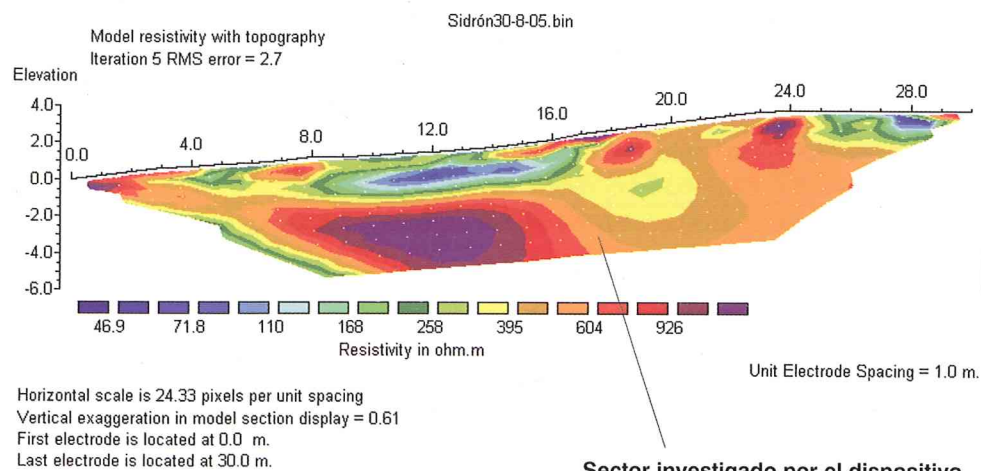 Sidrón30-8-05.bin
Model resistivity with topography
Iteration 5 RMS error = 2.7
Elevation
4.0
2.0
0.0
-2.0
-4.0
-6.0
0.0 4.0 8.0 12.0 16.0 20.0 24.0 28.0
46.9 71.8 110 168 258 395 604 926
Resistivity in ohm.m
Unit Electrode Spacing = 1.0 m.
Horizontal scale is 24.33 pixels per unit spacing
Vertical exaggeration in model section display = 0.61
First electrode is located at 0.0 m.
Last electrode is located at 30.0 m.
Sector investigado por el dispositivo